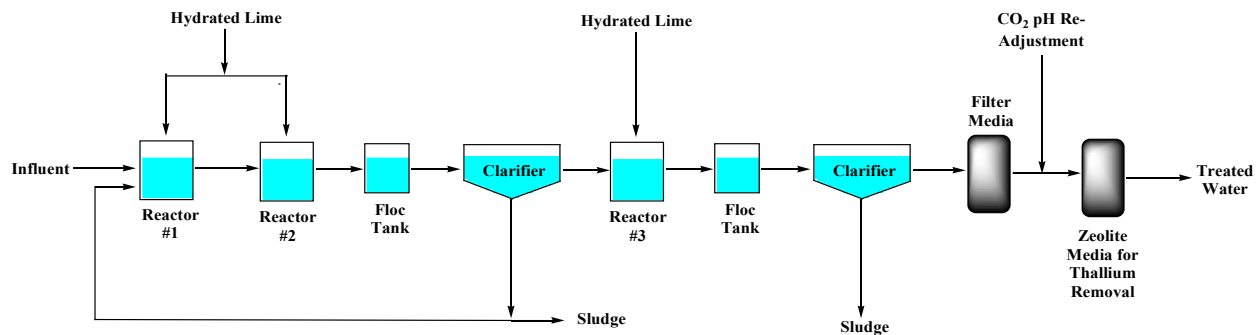 Hydrated Lime
Hydrated Lime
CO₂ pH Re-
Adjustment
Filter
Media
Influent
Clarifier
Clarifier
Treated
Water
Reactor
#1
Reactor
#2
Floc
Tank
Reactor
#3
Floc
Tank
Zeolite
Media for
Thallium
Removal
Sludge
Sludge